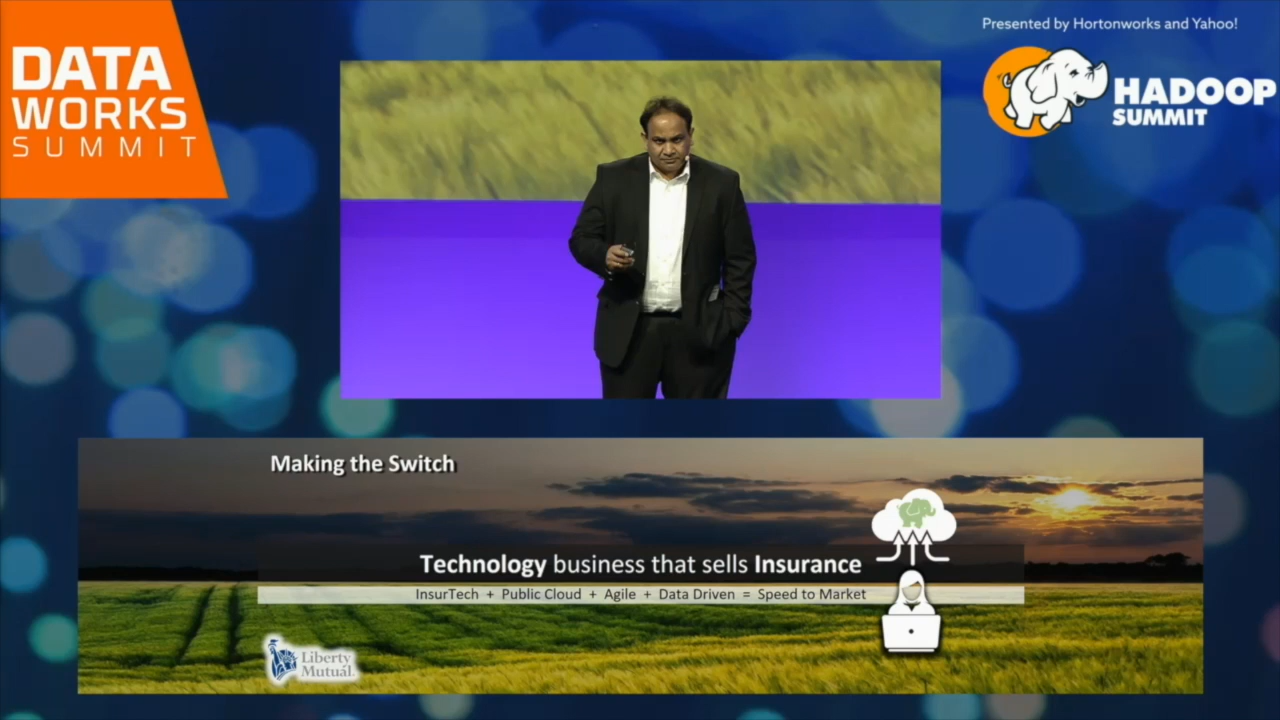 DATA
WORKS
SUMMIT
Presented by Hortonworks and Yahoo!
HADOOP
SUMMIT
Making the Switch
Technology business that sells Insurance
InsurTech + Public Cloud + Agile + Data Driven = Speed to Market
Liberty
Mutual.